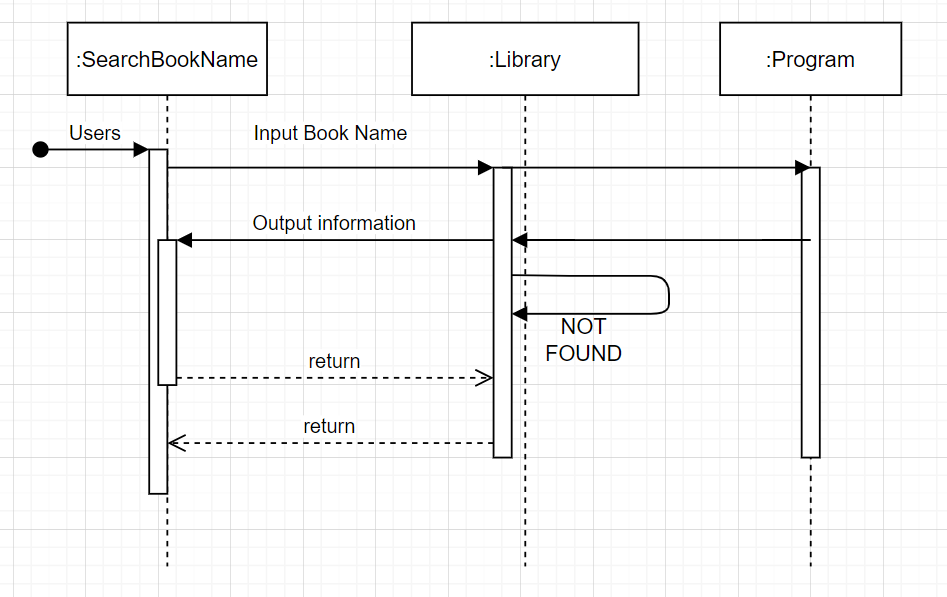 :SearchBookName
:Library
:Program
Users
Input Book Name
Output information
NOT
FOUND
return
return